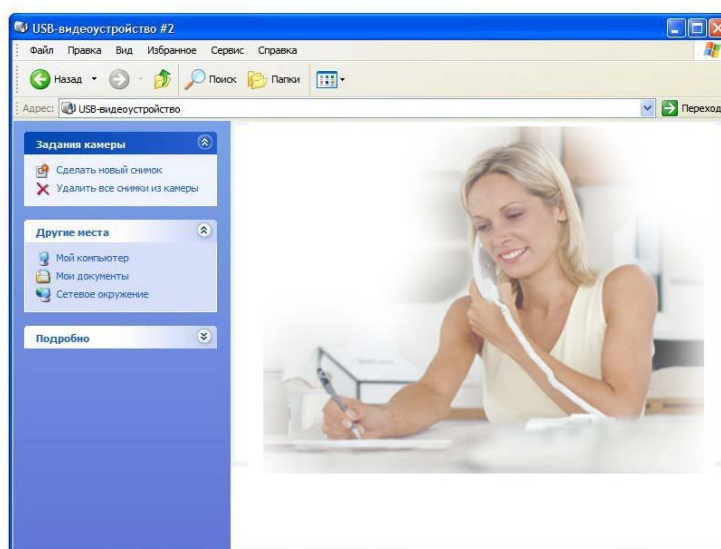 USB-видеоустройство #2
Файл Правка Вид Избранное Сервис Справка
Назад Поиск Папки
Адрес: USB-видеоустройство Переход
Задания камеры
Сделать новый снимок
Удалить все снимки из камеры
Другие места
Мой компьютер
Мои документы
Сетевое окружение
Подробно